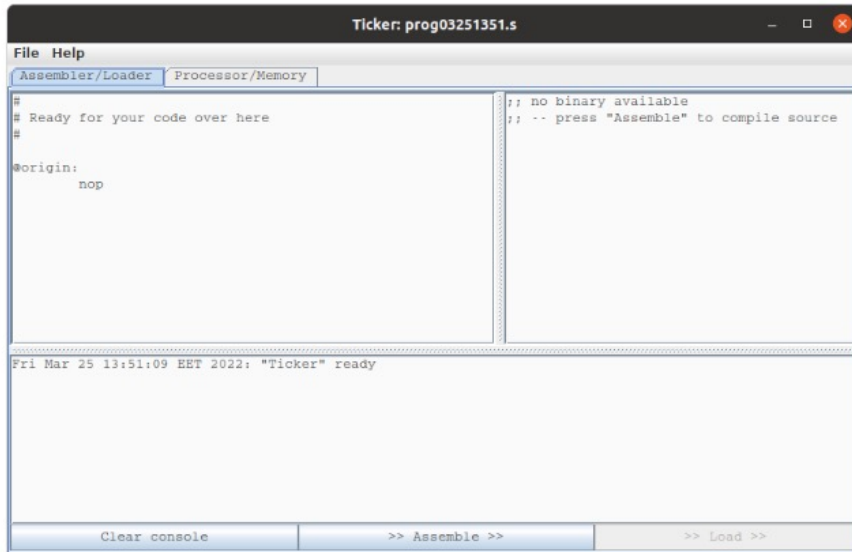 Ticker: prog03251351.s
File Help
Assembler/Loader Processor/Memory
#
# Ready for your code over here
#
@origin:
nop
;; no binary available
;; -- press "Assemble" to compile source
Fri Mar 25 13:51:09 EET 2022: "Ticker" ready
Clear console >> Assemble >> >> Load >>